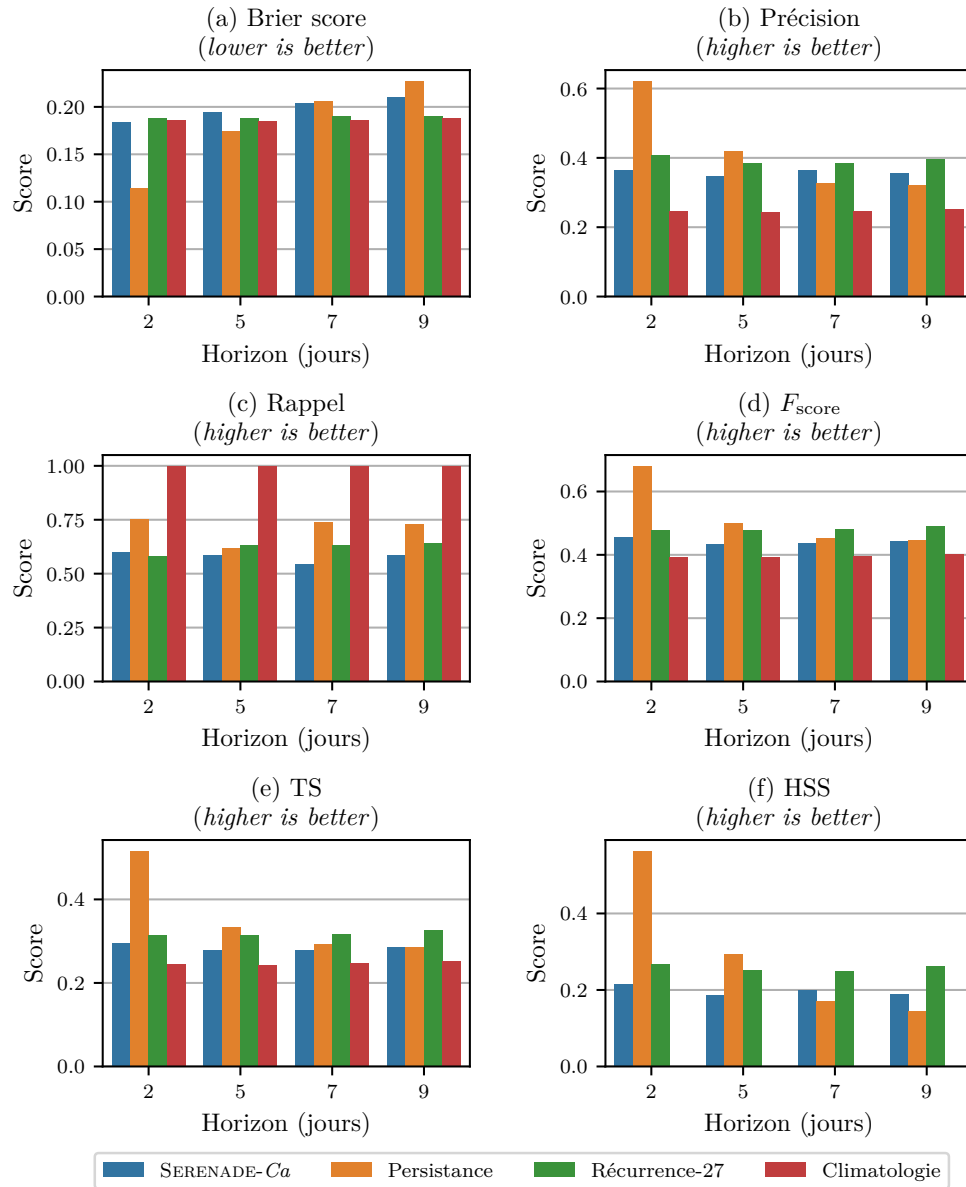 (a) Brier score
(lower is better)
0.20
0.15
0.10
0.05
0.00
Score
2 5 7 9
Horizon (jours)
(b) Précision
(higher is better)
0.6
0.4
0.2
0.0
Score
2 5 7 9
Horizon (jours)
(c) Rappel
(higher is better)
1.00
0.75
0.50
0.25
0.00
Score
2 5 7 9
Horizon (jours)
(d) Fscore
(higher is better)
0.6
0.4
0.2
0.0
Score
2 5 7 9
Horizon (jours)
(e) TS
(higher is better)
0.4
0.2
0.0
Score
2 5 7 9
Horizon (jours)
(f) HSS
(higher is better)
0.4
0.2
0.0
Score
2 5 7 9
Horizon (jours)
SERENADE-Ca Persistance Récurrence-27 Climatologie